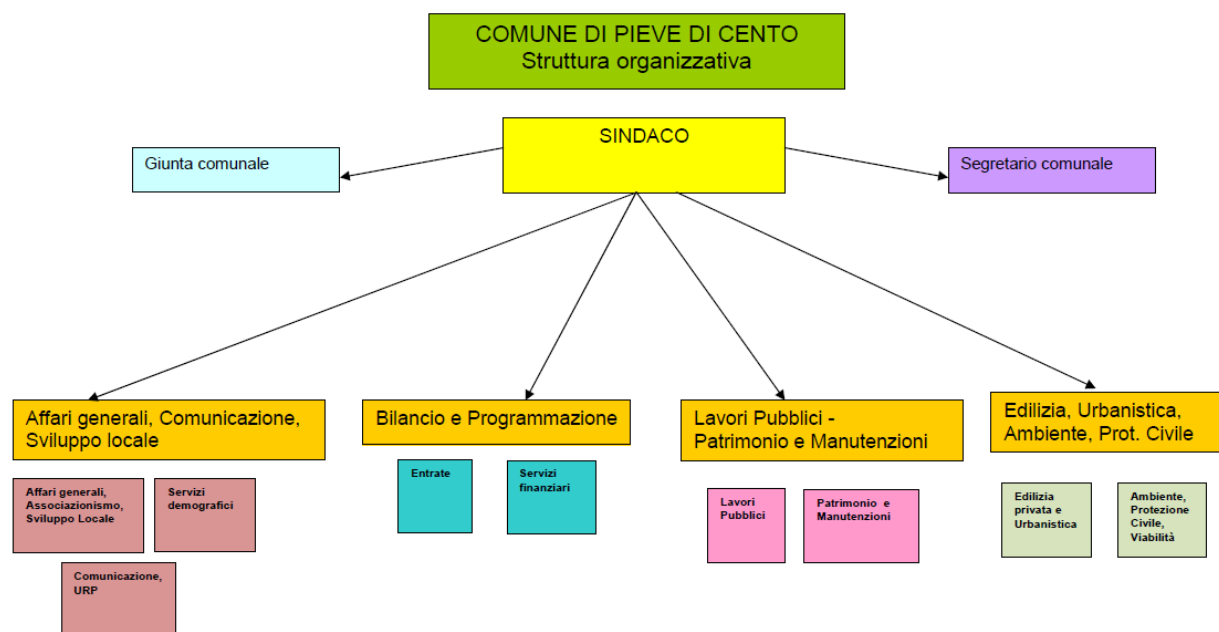 COMUNE DI PIEVE DI CENTO
Struttura organizzativa
SINDACO
Giunta comunale
Segretario comunale
Affari generali, Comunicazione,
Sviluppo locale
Bilancio e Programmazione
Lavori Pubblici -
Patrimonio e Manutenzioni
Edilizia, Urbanistica,
Ambiente, Prot. Civile
Affari generali,
Associazionismo,
Sviluppo Locale
Servizi
demografici
Comunicazione,
URP
Entrate
Servizi
finanziari
Lavori
Pubblici
Patrimonio e
Manutenzioni
Edilizia
privata e
Urbanistica
Ambiente,
Protezione
Civile,
Viabilità